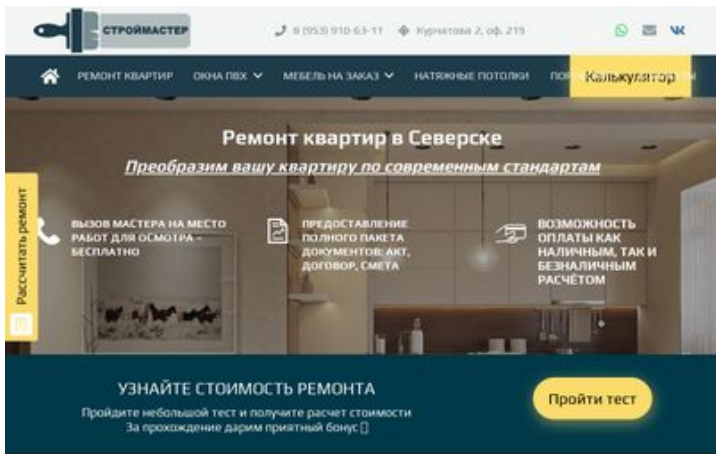 СТРОЙМАСТЕР
8 (953) 910-63-11
Курчатова 2, оф. 219
РЕМОНТ КВАРТИР
ОКНА ПВХ
МЕБЕЛЬ НА ЗАКАЗ
НАТЯЖНЫЕ ПОТОЛКИ
Калькулятор
Ремонт квартир в Северске
Преобразим вашу квартиру по современным стандартам
Рассчитать ремонт
ВЫЗОВ МАСТЕРА НА МЕСТО
РАБОТ ДЛЯ ОСМОТРА –
БЕСПЛАТНО
ПРЕДОСТАВЛЕНИЕ
ПОЛНОГО ПАКЕТА
ДОКУМЕНТОВ: АКТ,
ДОГОВОР, СМЕТА
ВОЗМОЖНОСТЬ
ОПЛАТЫ КАК
НАЛИЧНЫМ, ТАК И
БЕЗНАЛИЧНЫМ
РАСЧЁТОМ
УЗНАЙТЕ СТОИМОСТЬ РЕМОНТА
Пройдите небольшой тест и получите расчет стоимости
За прохождение дарим приятный бонус
Пройти тест